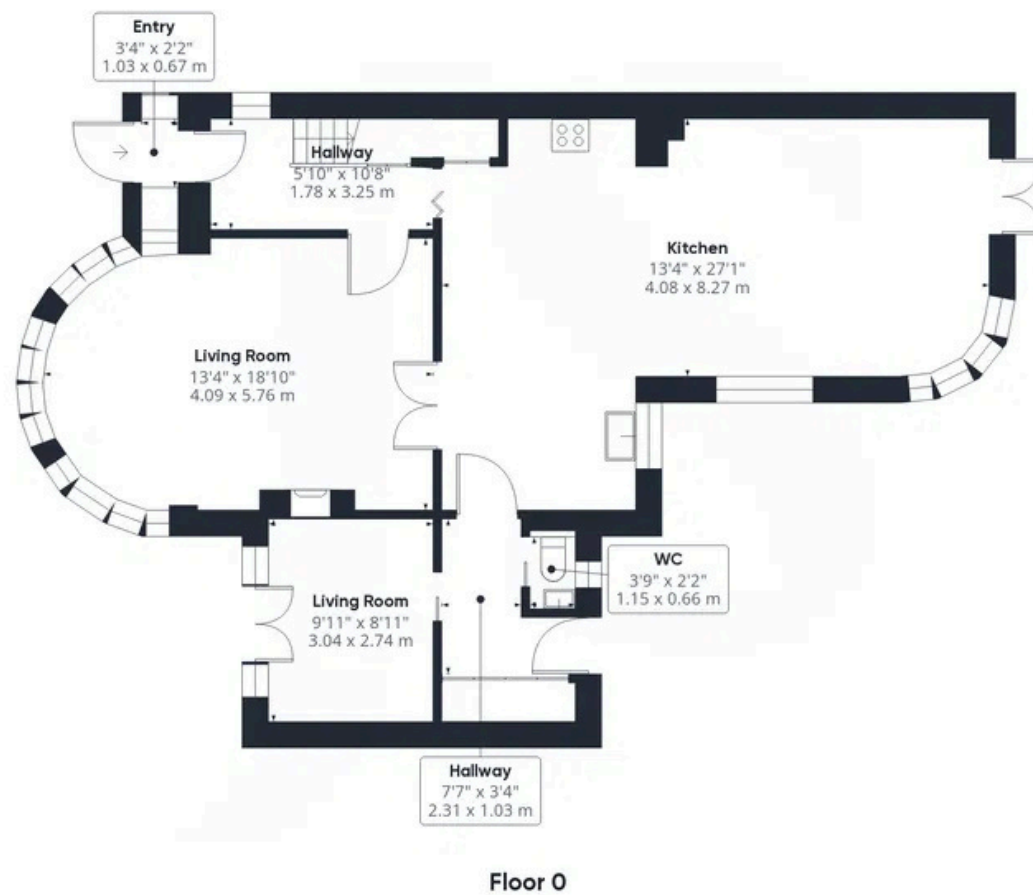 Entry
3'4" x 2'2"
1.03 x 0.67 m
Hallway
5'10" x 10'8"
1.78 x 3.25 m
Kitchen
13'4" x 27'1"
4.08 x 8.27 m
Living Room
13'4" x 18'10"
4.09 x 5.76 m
WC
3'9" x 2'2"
1.15 x 0.66 m
Living Room
9'11" x 8'11"
3.04 x 2.74 m
Hallway
7'7" x 3'4"
2.31 x 1.03 m
Floor 0